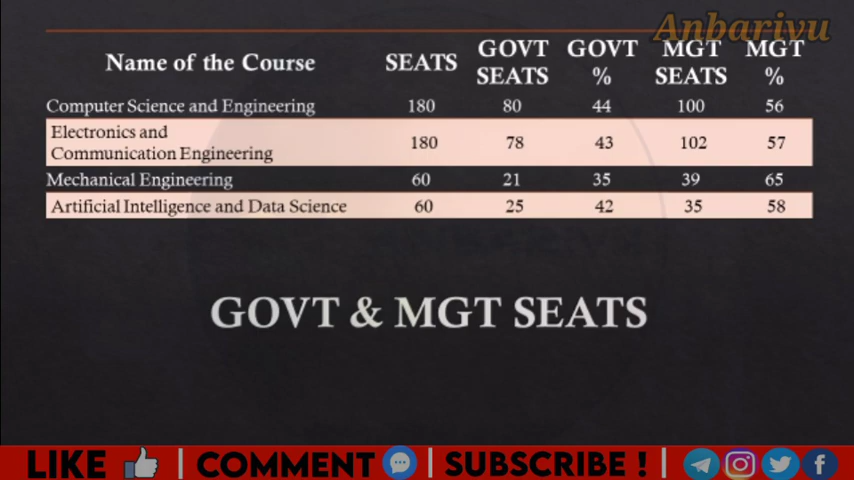 Anbarivu
Name of the Course SEATS GOVT SEATS GOVT % MGT SEATS MGT %
Computer Science and Engineering 180 80 44 100 56
Electronics and Communication Engineering 180 78 43 102 57
Mechanical Engineering 60 21 35 39 65
Artificial Intelligence and Data Science 60 25 42 35 58
GOVT & MGT SEATS
LIKE | COMMENT | SUBSCRIBE ! |